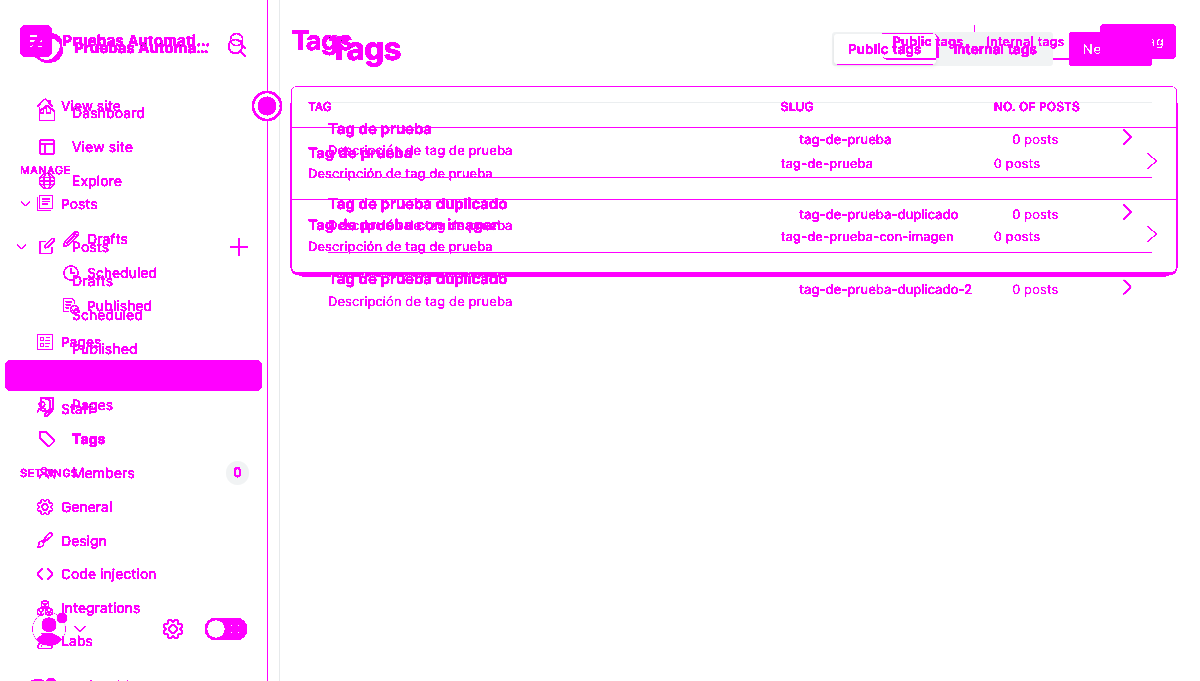 Pruebas Automati...
Pruebas Automa...
Tags
Tags
Public tags
Internal tags
Public tags
Internal tags
Ne
ag
View site
Dashboard
View site
MANAGE
Explore
Posts
Drafts
Posts
Scheduled
Drafts
Published
Scheduled
Pages
Published
Pages
Staff
Tags
SETTINGS
Members
0
General
Design
Code injection
Integrations
Labs
TAG
SLUG
NO. OF POSTS
Tag de prueba
Descripción de tag de prueba
tag-de-prueba
0 posts
Tag de prueba
Descripción de tag de prueba
tag-de-prueba
0 posts
Tag de prueba duplicado
Descripción de tag de prueba
tag-de-prueba-duplicado
0 posts
Tag de prueba con imagen
Descripción de tag de prueba
tag-de-prueba-con-imagen
0 posts
Tag de prueba duplicado
Descripción de tag de prueba
tag-de-prueba-duplicado-2
0 posts